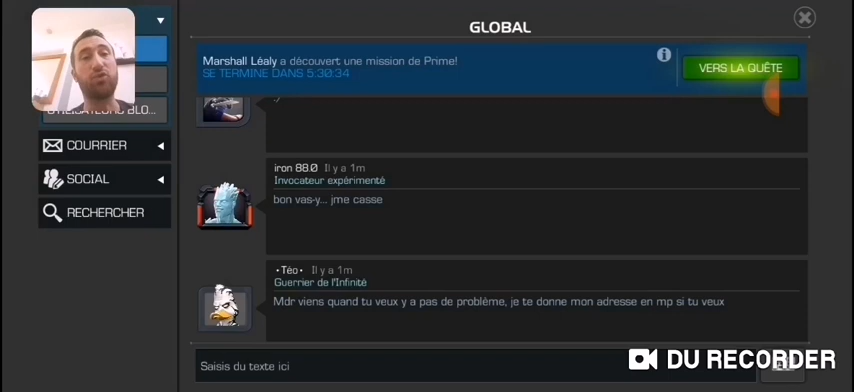 GLOBAL
Marshall Léaly a découvert une mission de Prime!
SE TERMINE DANS 5:30:34
VERS LA QUÊTE
UTILISATEURS BLO...
COURRIER
SOCIAL
RECHERCHER
:/
iron 88.0 Il y a 1m
Invocateur expérimenté
bon vas-y... jme casse
•Téo• Il y a 1m
Guerrier de l'Infinité
Mdr viens quand tu veux y a pas de problème, je te donne mon adresse en mp si tu veux
Saisis du texte ici
DU RECORDER